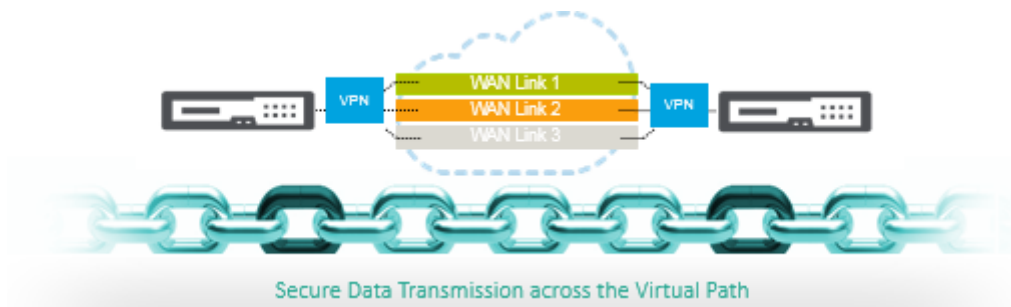 WAN Link 1
VPN
WAN Link 2
VPN
WAN Link 3
Secure Data Transmission across the Virtual Path